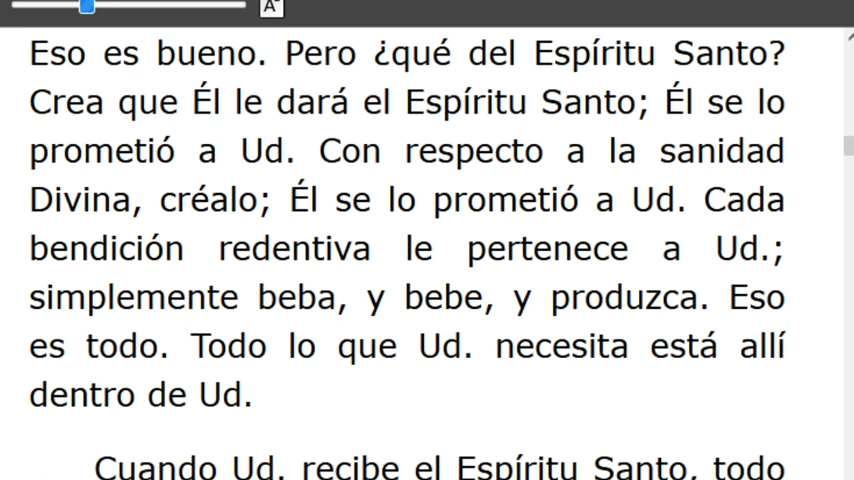 A
Eso es bueno. Pero ¿qué del Espíritu Santo?
Crea que Él le dará el Espíritu Santo; Él se lo
prometió a Ud. Con respecto a la sanidad
Divina, créalo; Él se lo prometió a Ud. Cada
bendición redentiva le pertenece a Ud.;
simplemente beba, y bebe, y produzca. Eso
es todo. Todo lo que Ud. necesita está allí
dentro de Ud.
Cuando Ud. recibe el Espíritu Santo, todo